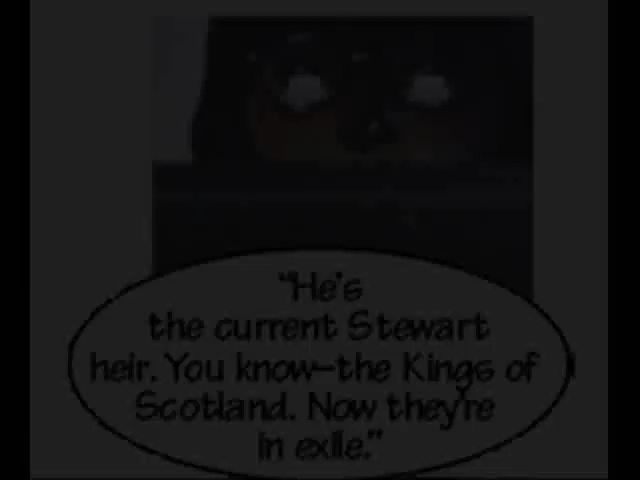 "He's
the current Stewart
heir. You know—the Kings of
Scotland. Now they're
in exile."